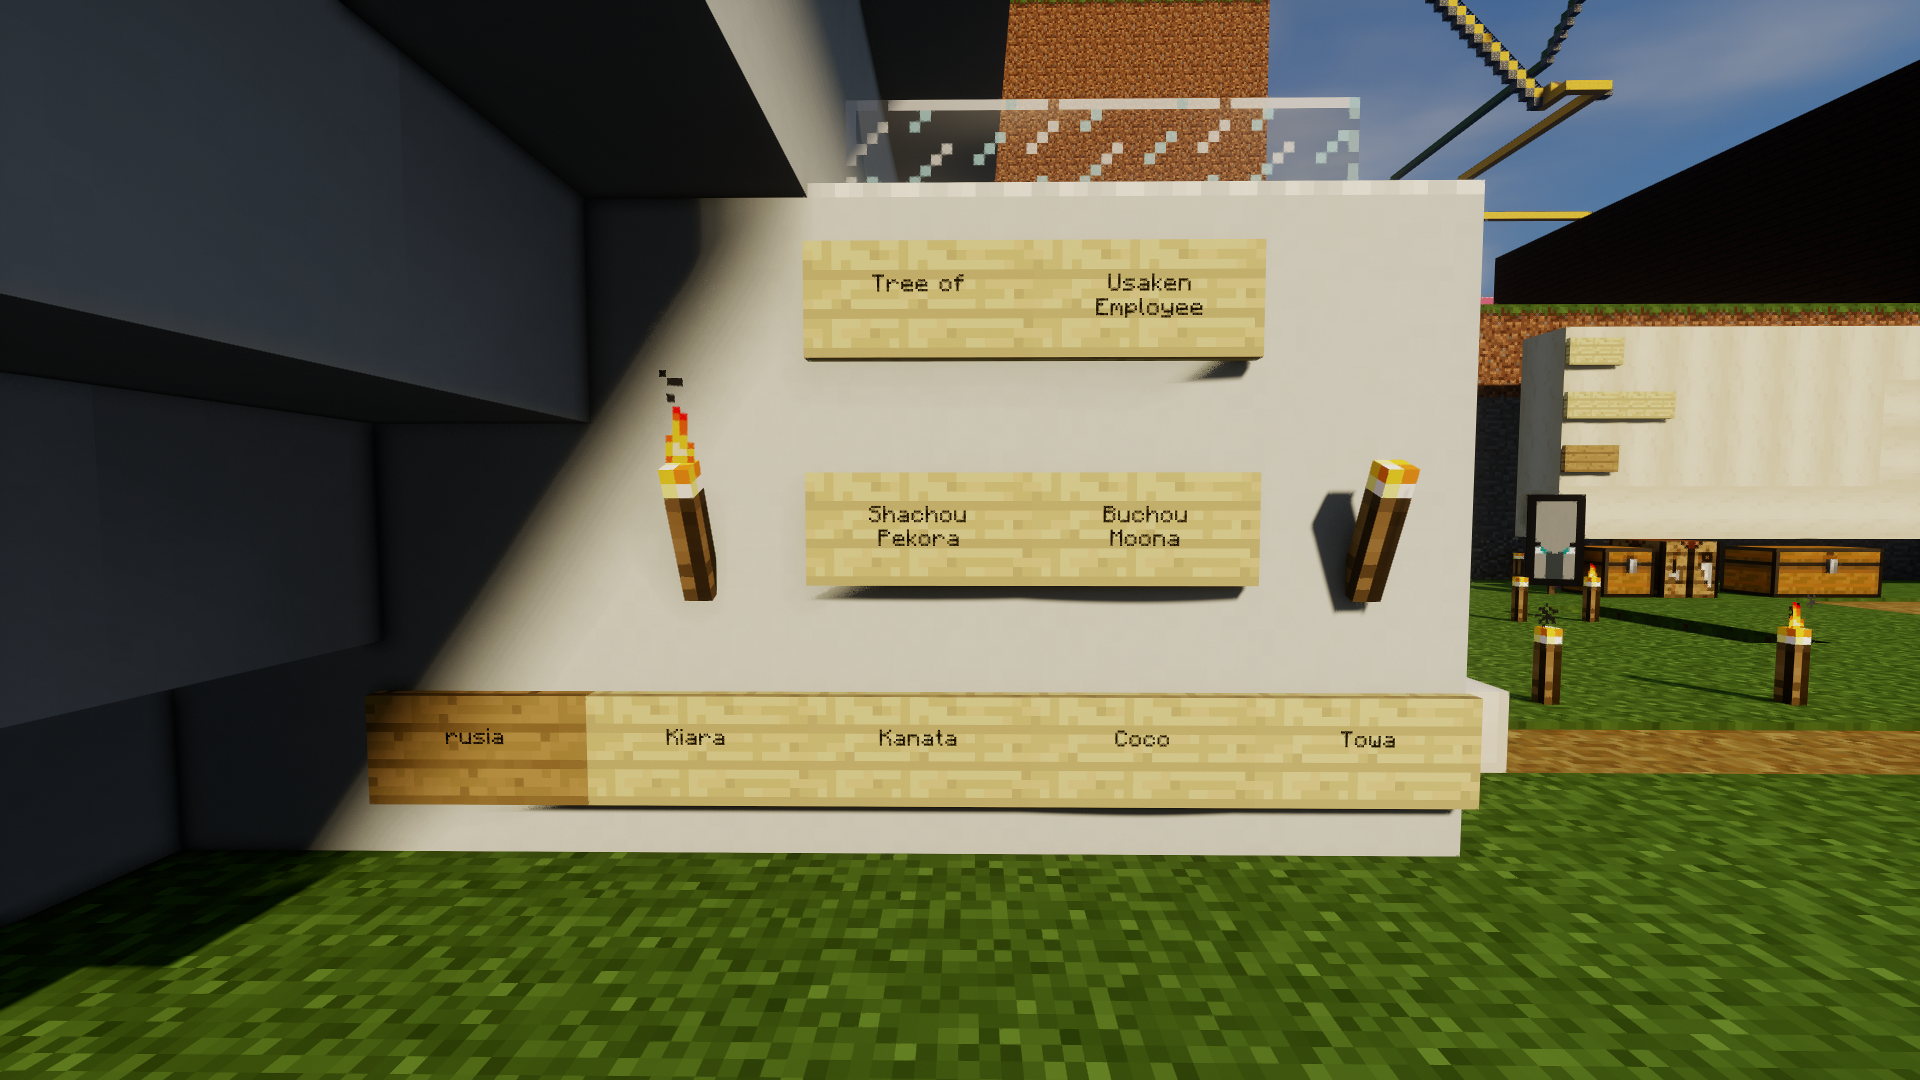 Tree of
Usaken
Employee
Shachou
Pekora
Buchou
Moona
rusia
Kiara
Kanata
Coco
Towa